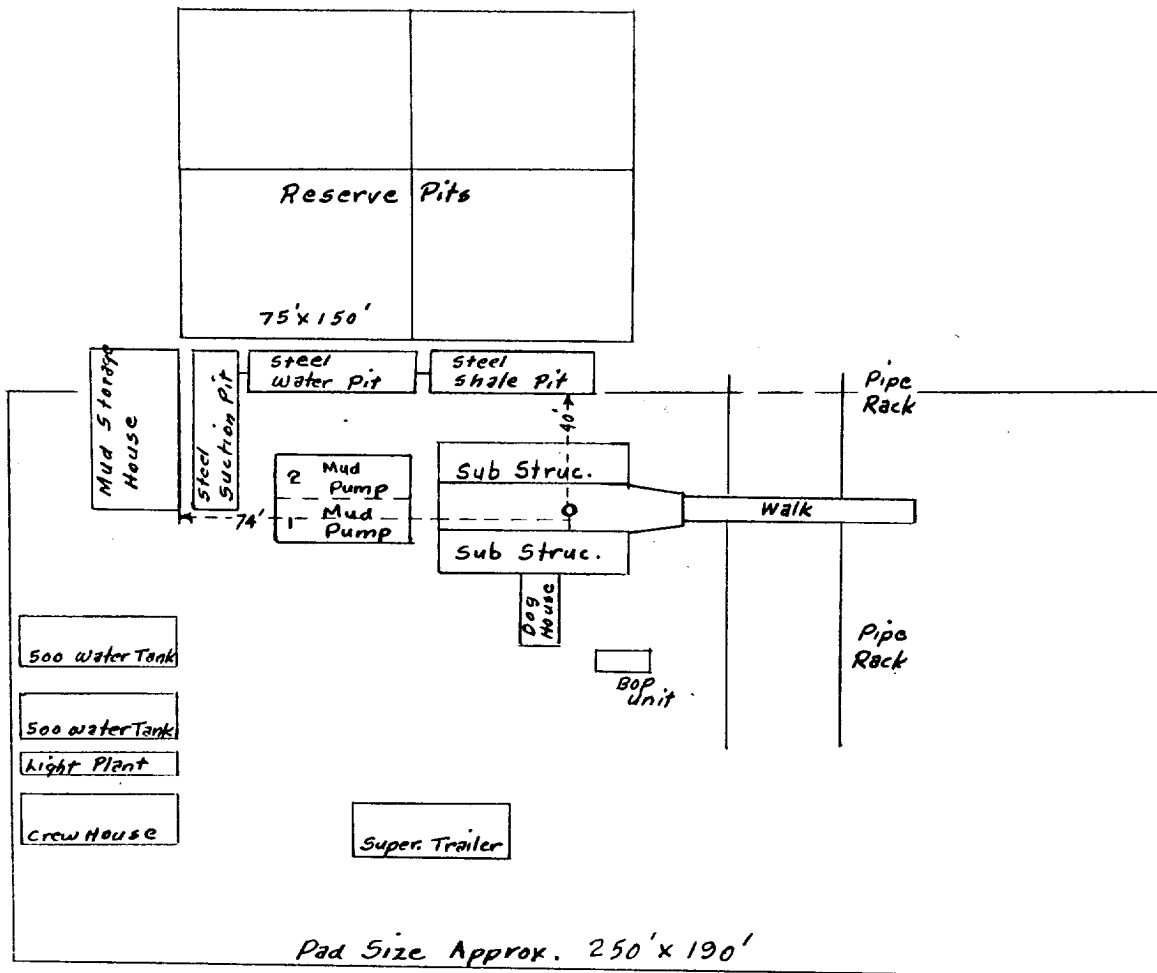 Reserve Pits
75'x150'
Mud Storage
House
Steel
Suction Pit
Steel
Water Pit
Steel
Shale Pit
Pipe
Rack
40'
2 Mud
Pump
1 Mud
Pump
74'
Sub Struc.
Sub Struc.
Walk
Dog
House
Pipe
Rack
BOP
Unit
500 Water Tank
500 Water Tank
Light Plant
Crew House
Super. Trailer
Pad Size Approx. 250'x190'